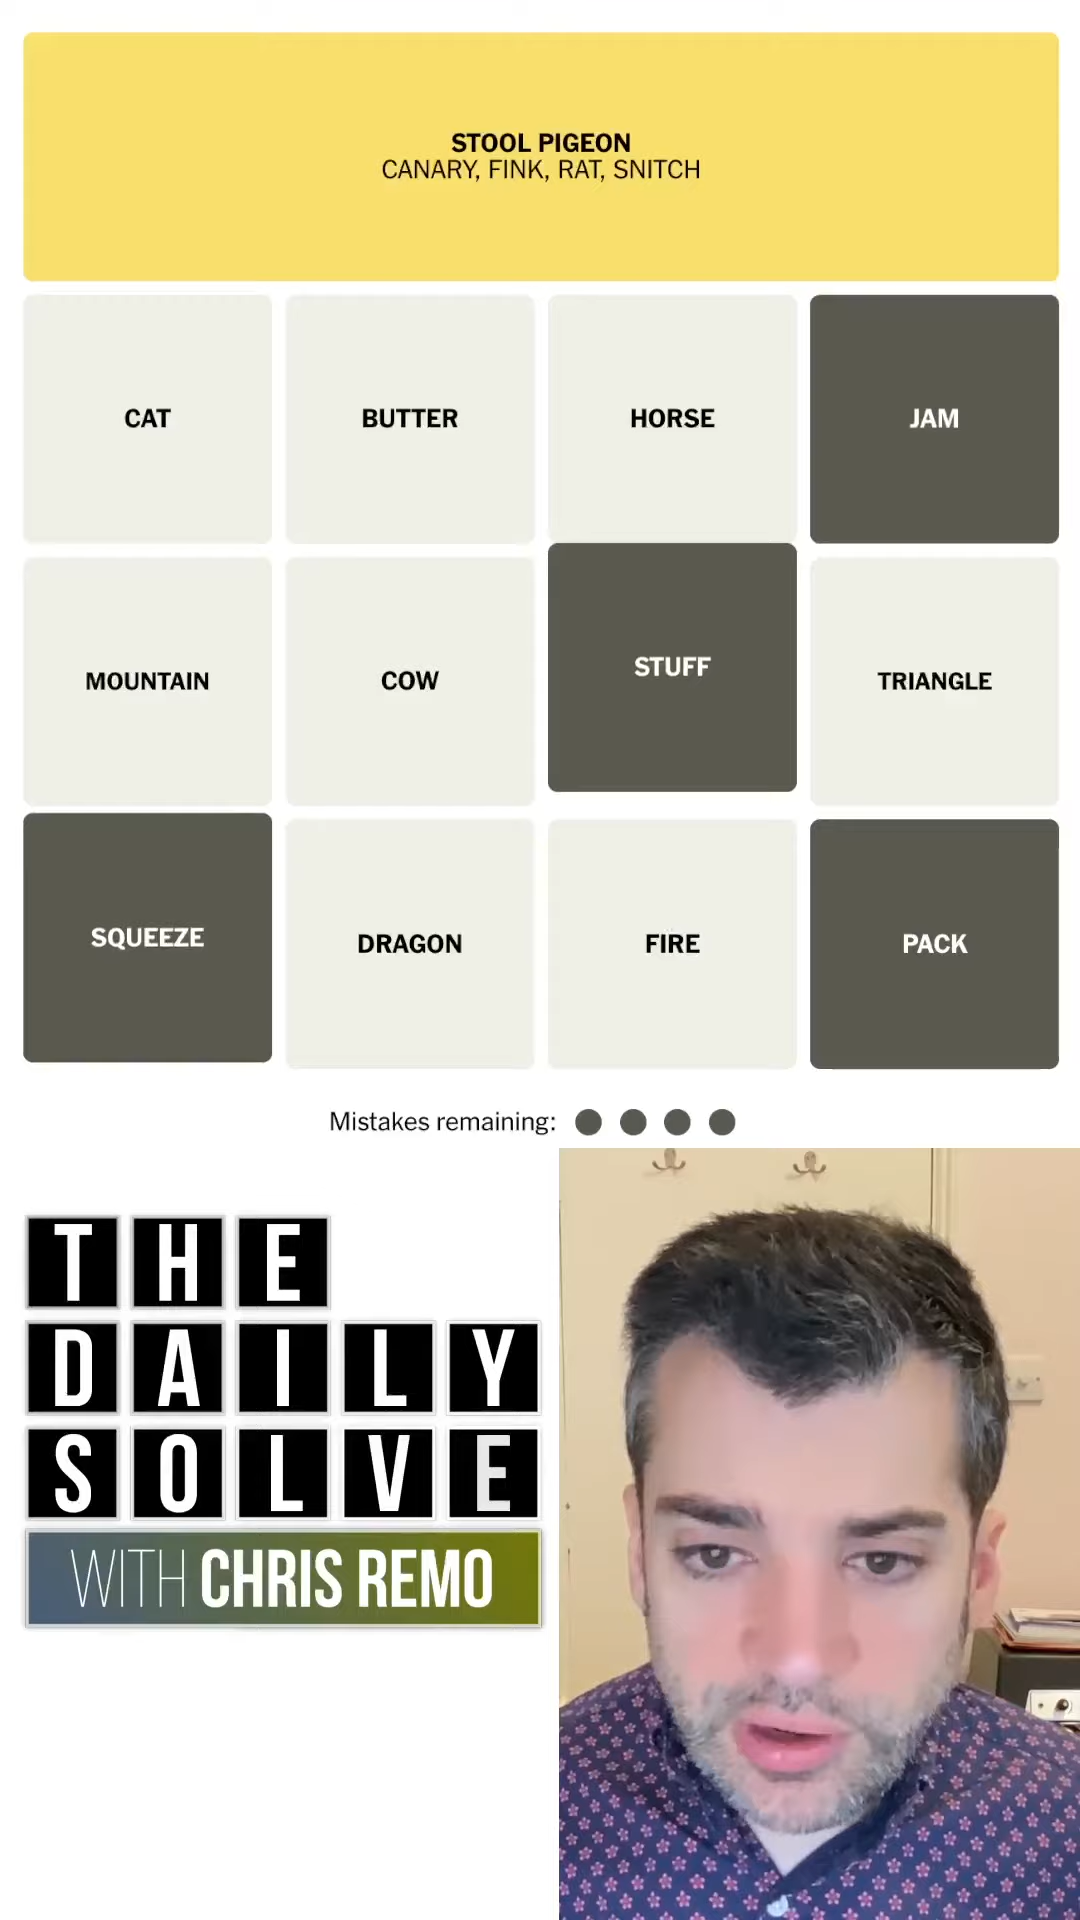 STOOL PIGEON
CANARY, FINK, RAT, SNITCH
CAT
BUTTER
HORSE
JAM
MOUNTAIN
COW
STUFF
TRIANGLE
SQUEEZE
DRAGON
FIRE
PACK
Mistakes remaining:
THE
DAILY
SOLVE
WITH CHRIS REMO